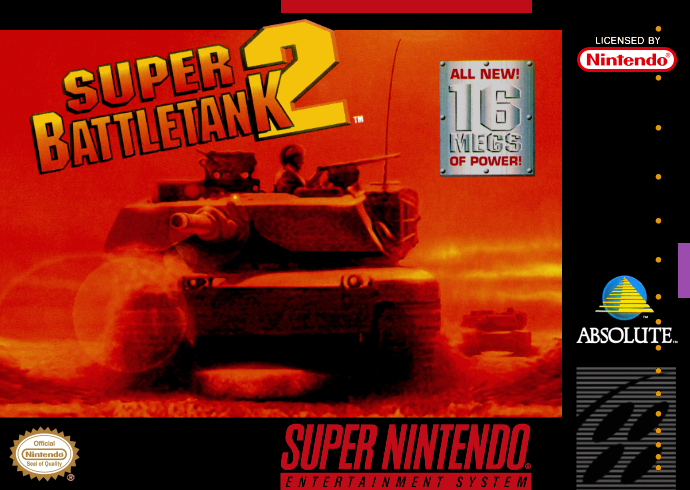 SUPER
BATTLETANK 2 ™
ALL NEW!
16
MEGS
OF POWER!
LICENSED BY
Nintendo®
ABSOLUTE™
Official
Nintendo
Seal of Quality
®
SUPER NINTENDO®
ENTERTAINMENT SYSTEM